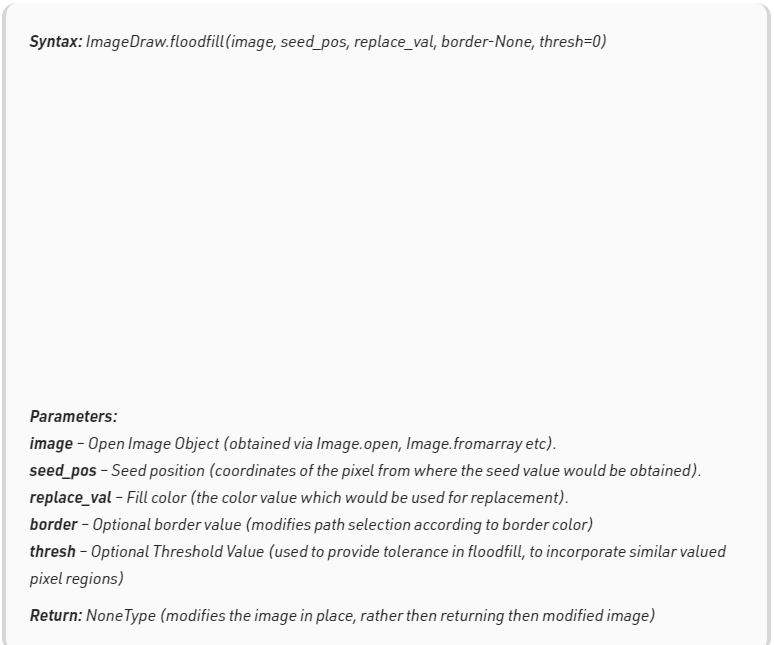 Syntax: ImageDraw.floodfill(image, seed_pos, replace_val, border-None, thresh=0)
Parameters:
image – Open Image Object (obtained via Image.open, Image.fromarray etc).
seed_pos – Seed position (coordinates of the pixel from where the seed value would be obtained).
replace_val – Fill color (the color value which would be used for replacement).
border – Optional border value (modifies path selection according to border color)
thresh – Optional Threshold Value (used to provide tolerance in floodfill, to incorporate similar valued
pixel regions)
Return: NoneType (modifies the image in place, rather then returning then modified image)